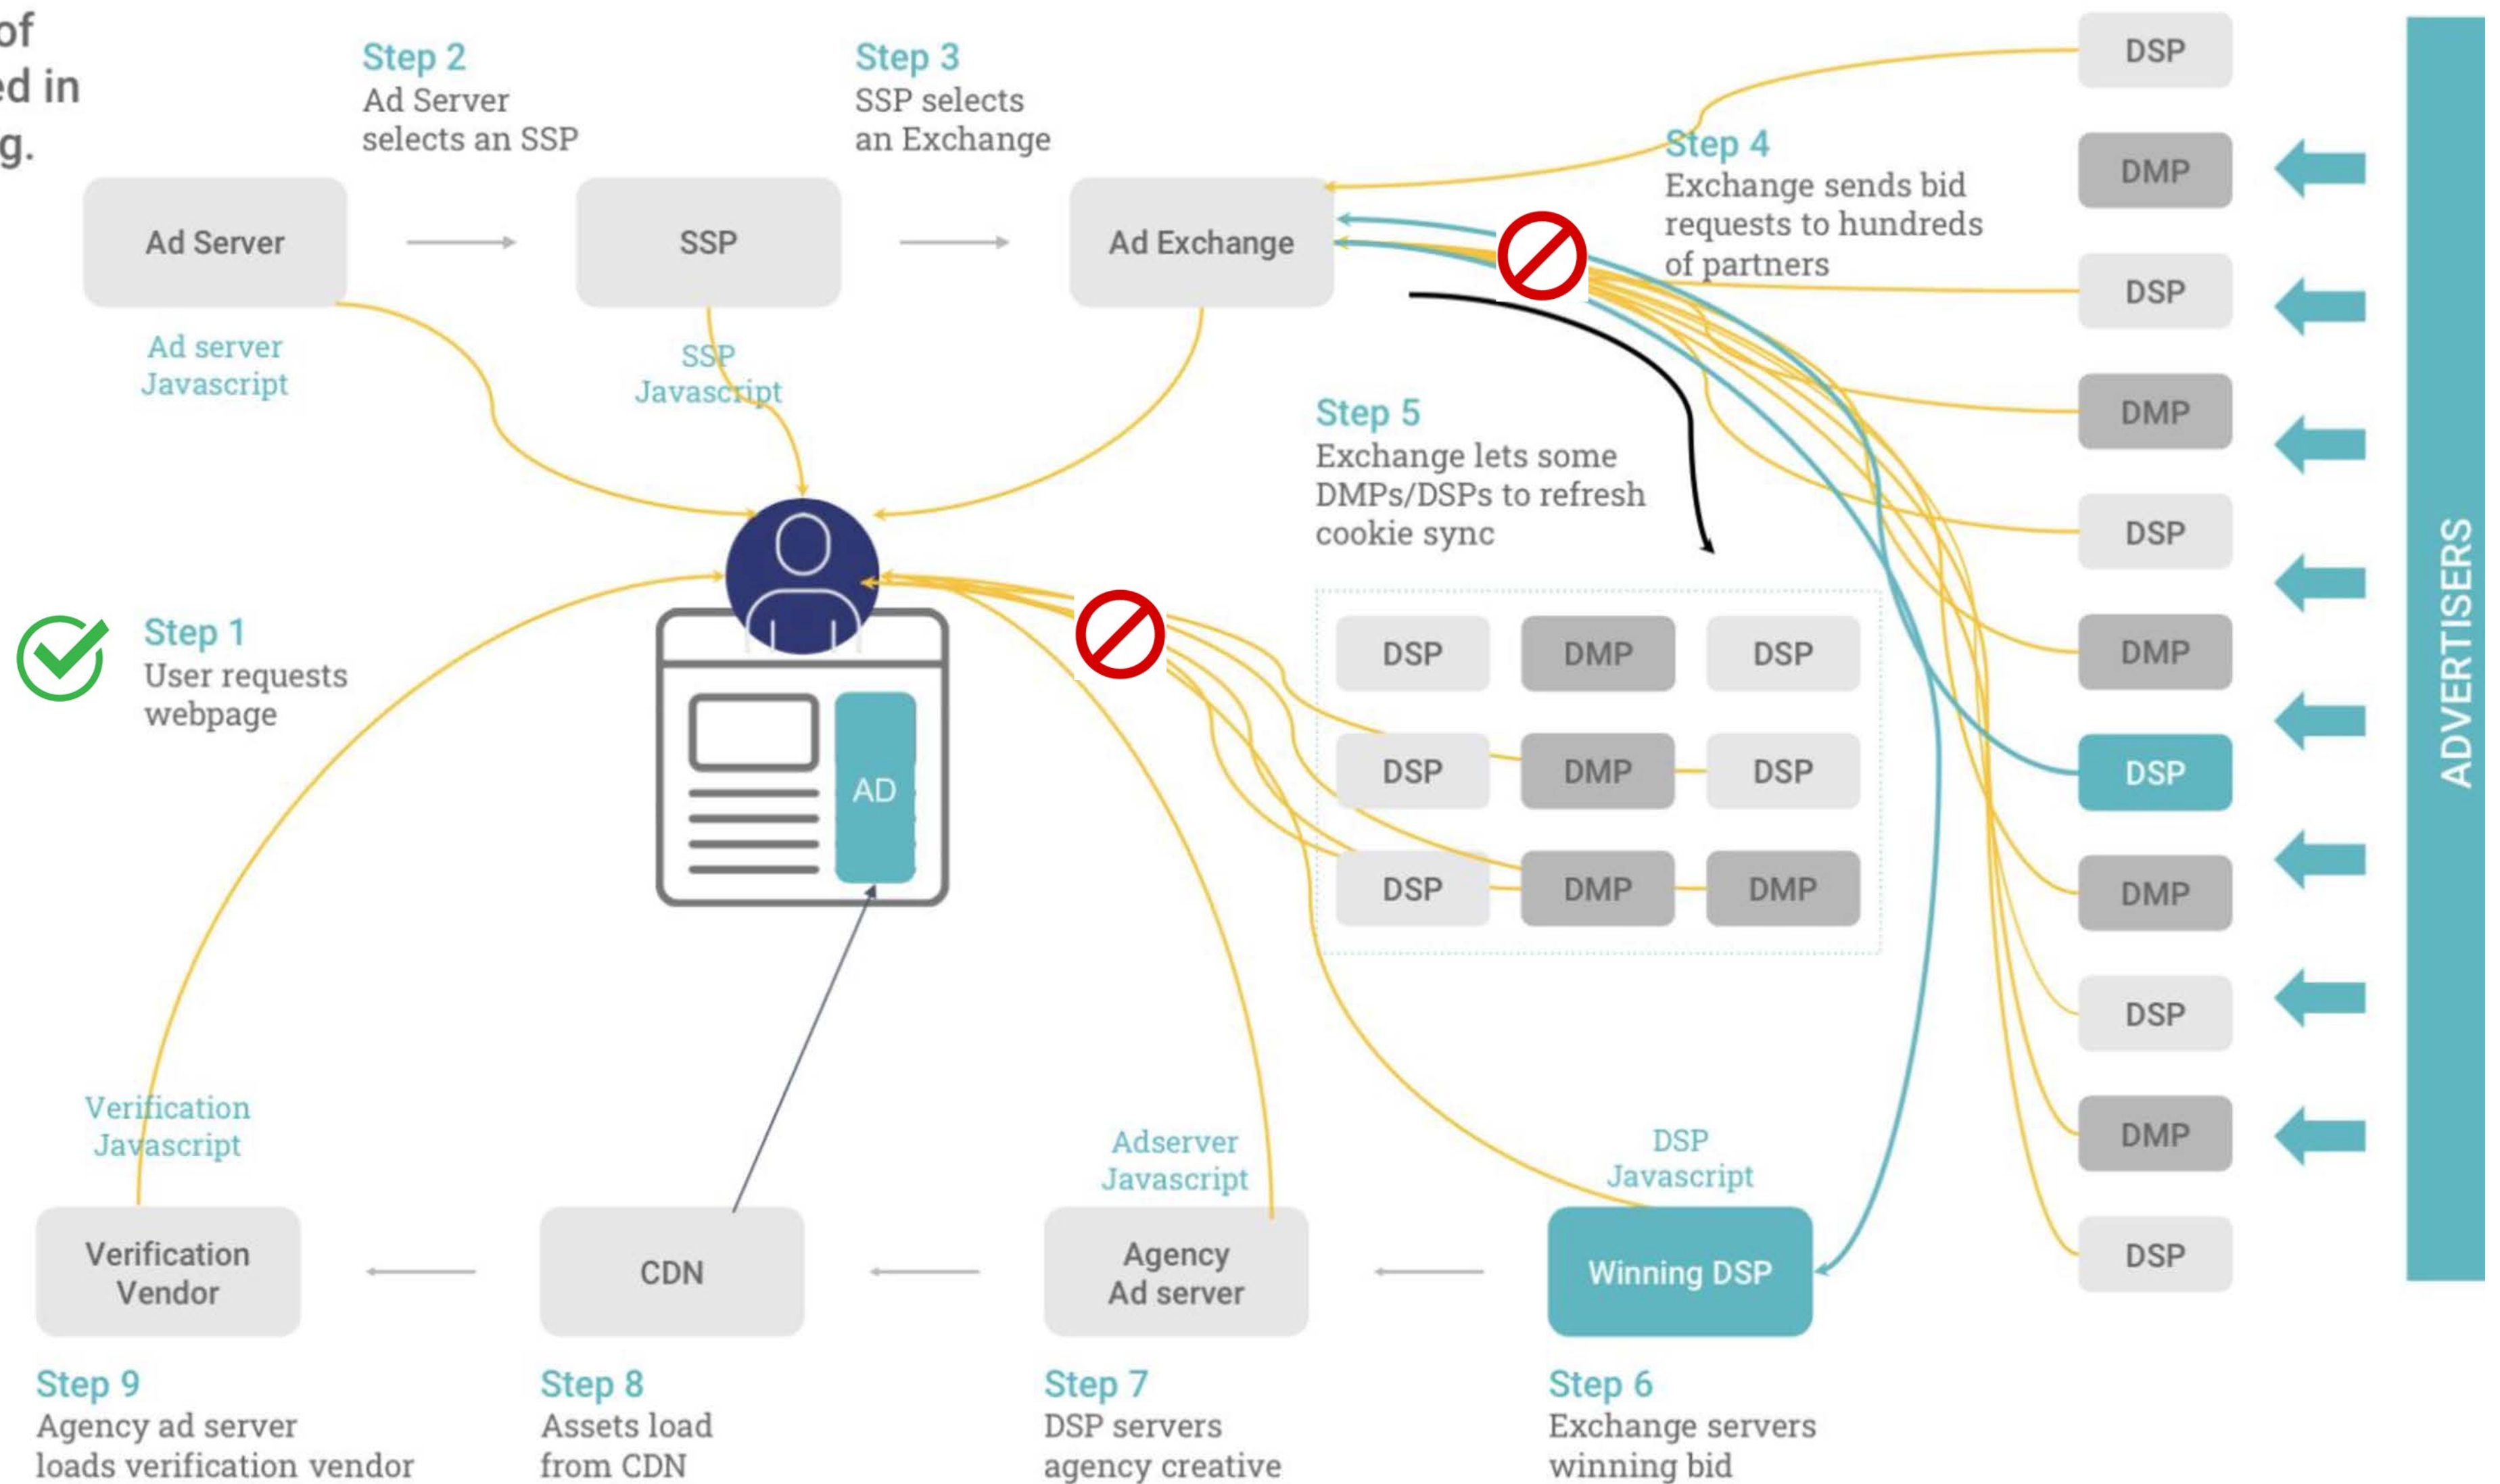 of
ed in
g.
Step 2
Ad Server
selects an SSP
Step 3
SSP selects
an Exchange
Step 4
Exchange sends bid
requests to hundreds
of partners
Ad Server
SSP
Ad Exchange
Ad server
Javascript
SSP
Javascript
Step 5
Exchange lets some
DMPs/DSPs to refresh
cookie sync
Step 1
User requests
webpage
AD
DSP
DMP
DSP
DSP
DMP
DSP
DSP
DMP
DMP
DSP
DMP
DSP
DMP
DSP
DMP
DSP
DMP
DSP
DMP
DSP
ADVERTISERS
Verification
Javascript
Adserver
Javascript
DSP
Javascript
Verification
Vendor
CDN
Agency
Ad server
Winning DSP
Step 9
Agency ad server
loads verification vendor
Step 8
Assets load
from CDN
Step 7
DSP servers
agency creative
Step 6
Exchange servers
winning bid